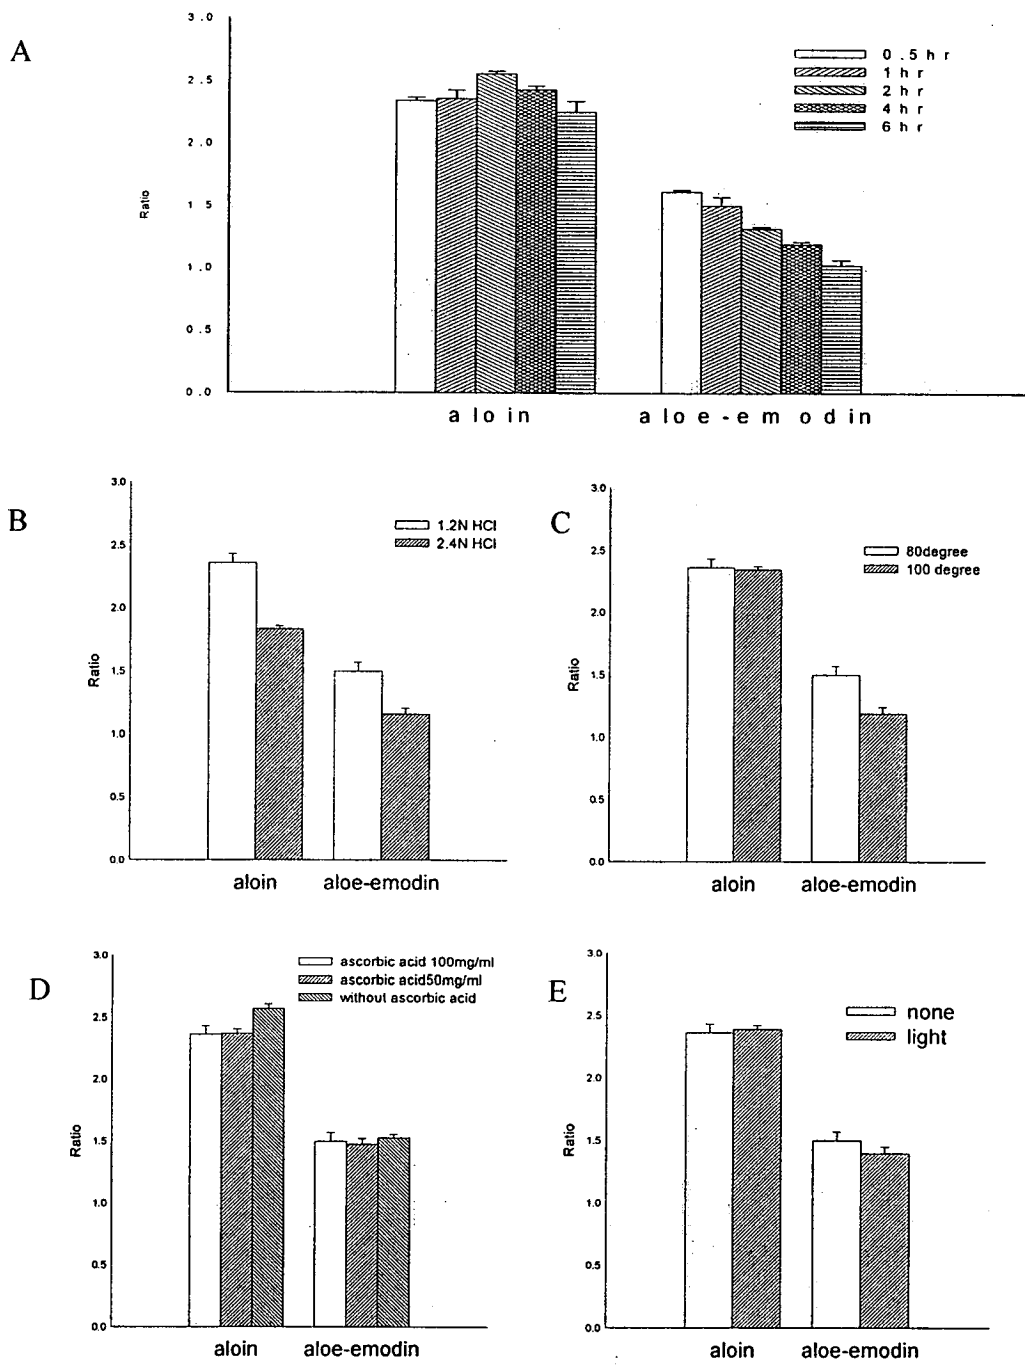 A
3.0
2.5
2.0
1.5
1.0
0.5
0.0
Ratio
0.5 hr
1 hr
2 hr
4 hr
6 hr
aloin
aloe-emodin
B
3.0
2.5
2.0
1.5
1.0
0.5
0.0
Ratio
1.2N HCl
2.4N HCl
aloin
aloe-emodin
C
3.0
2.5
2.0
1.5
1.0
0.5
0.0
Ratio
80degree
100 degree
aloin
aloe-emodin
D
3.0
2.5
2.0
1.5
1.0
0.5
0.0
Ratio
ascorbic acid 100mg/ml
ascorbic acid50mg/ml
without ascorbic acid
aloin
aloe-emodin
E
3.0
2.5
2.0
1.5
1.0
0.5
0.0
Ratio
none
light
aloin
aloe-emodin